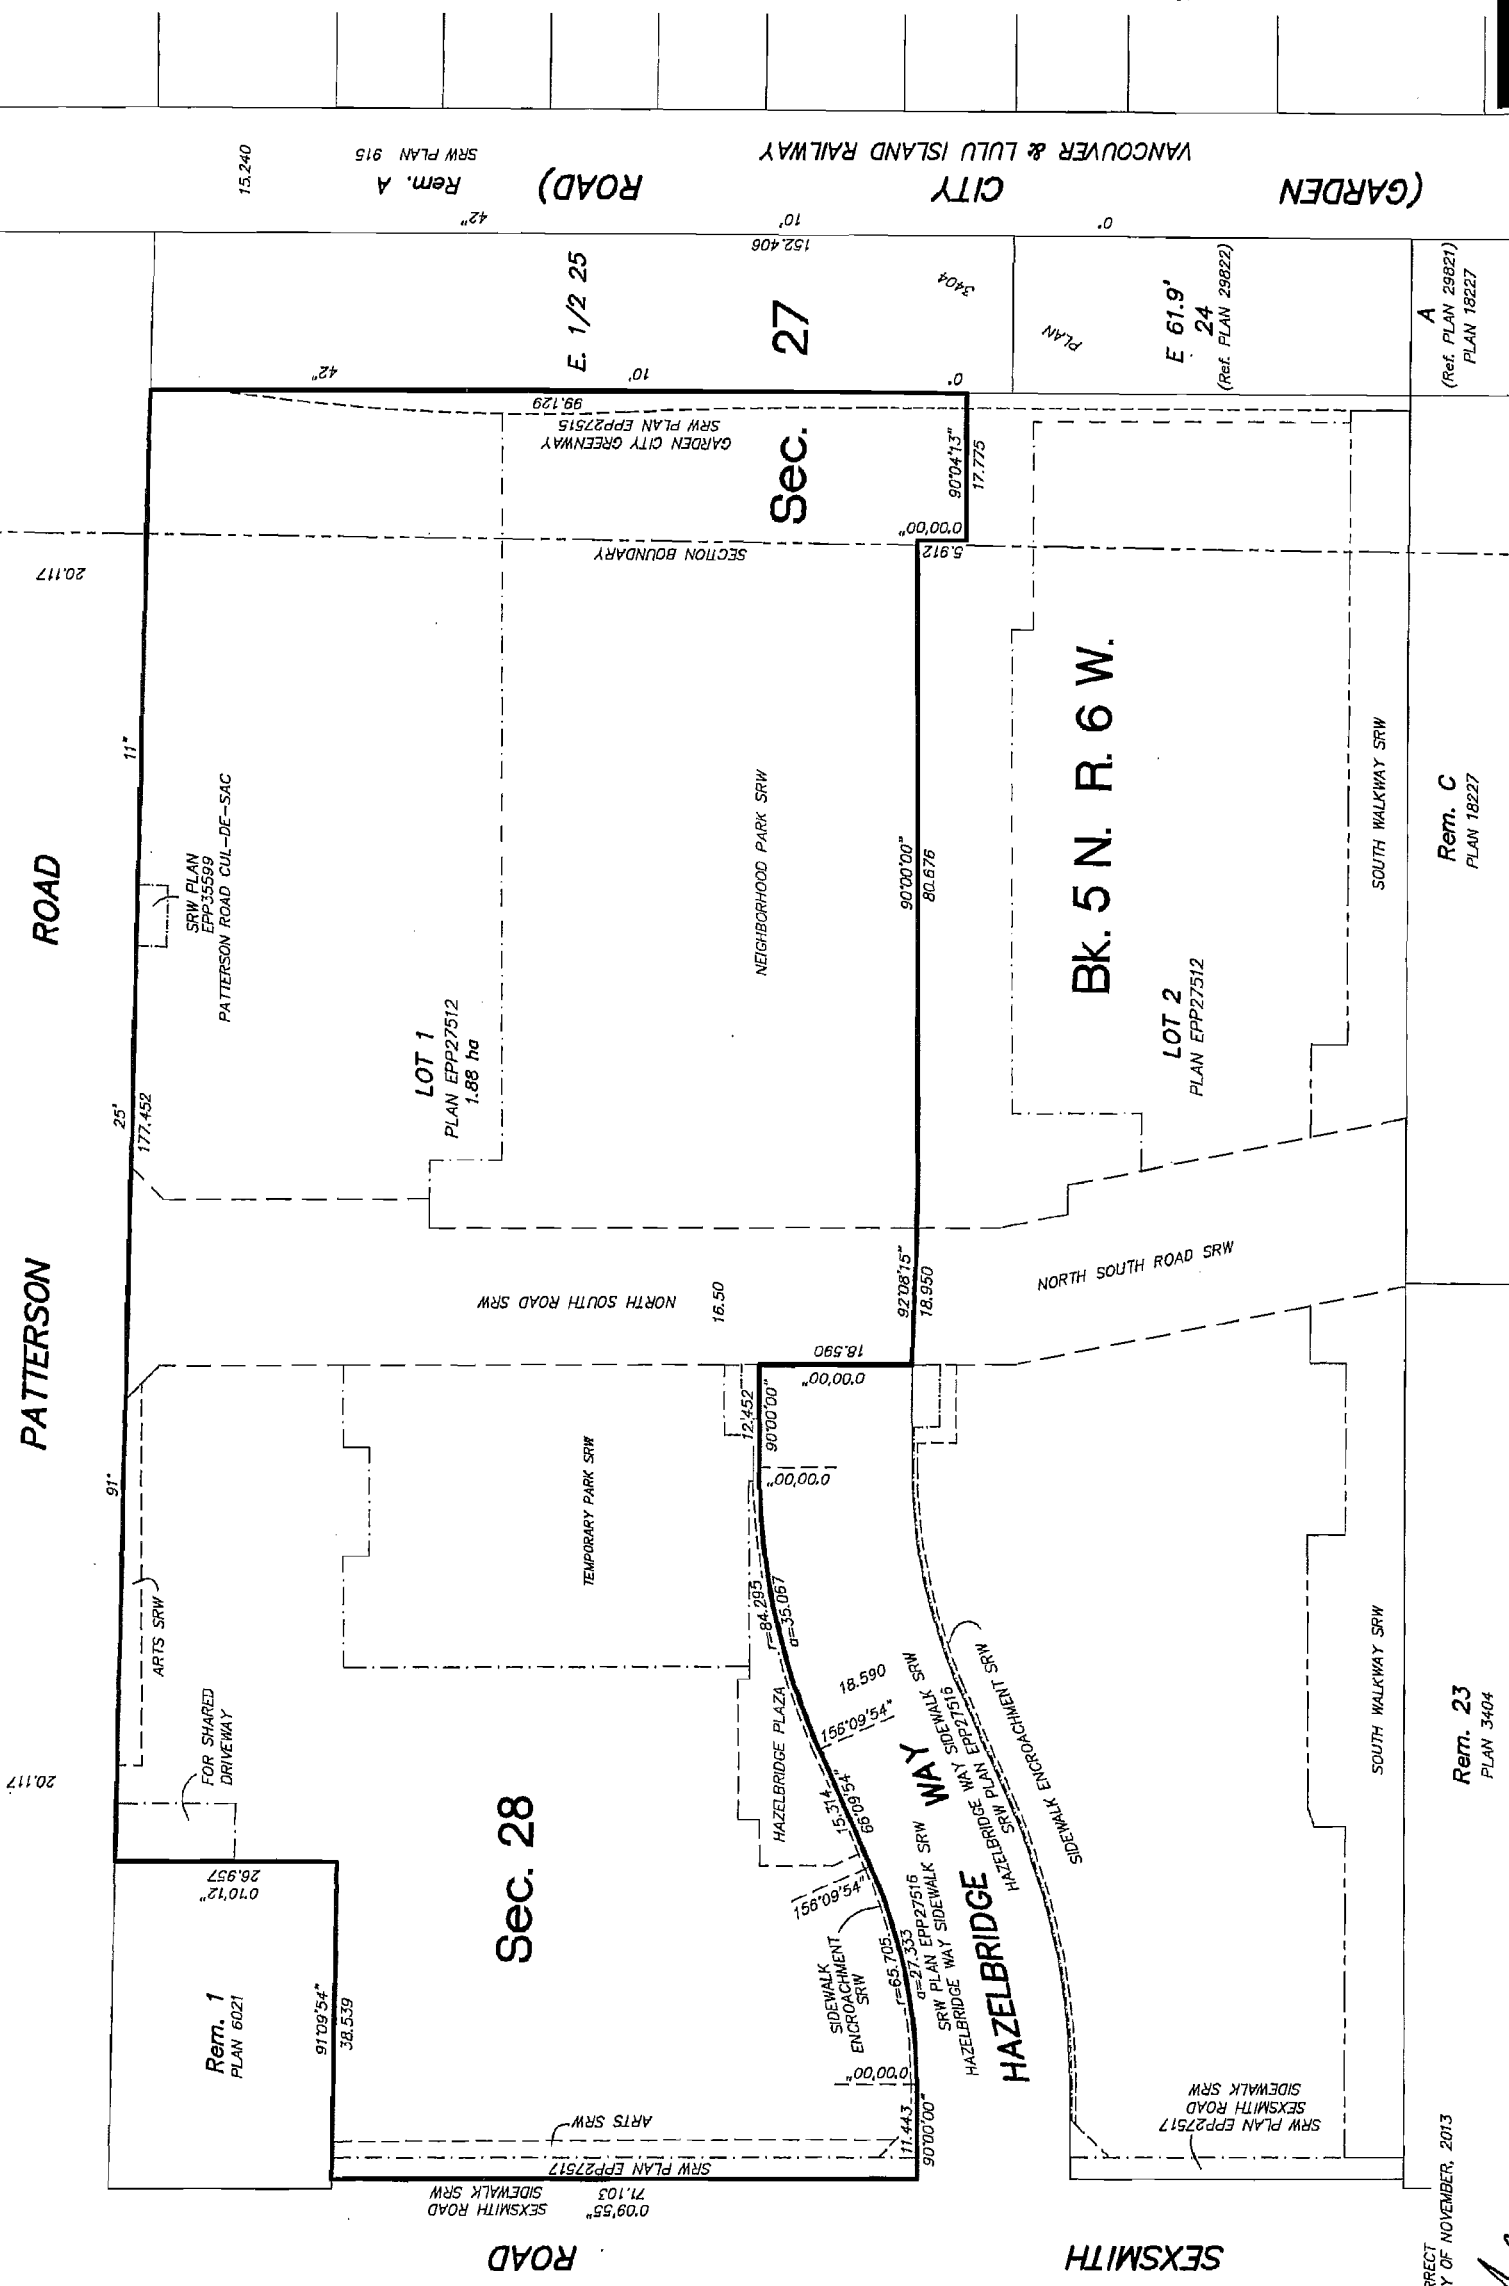 PATTERSON
ROAD
20.117
20.117
91°
25'
11"
177.452
15.240
SRW PLAN 915
Rem. A
(GARDEN
CITY
ROAD)
VANCOUVER & LULU ISLAND RAILWAY
0°
10'
42"
152.406
E. 1/2 25
PLAN
3404
E 61.9'
24
(Ref. PLAN 29822)
A
(Ref. PLAN 29821)
PLAN 18227
Sec. 27
0°
10'
42"
99.129
GARDEN CITY GREENWAY
SRW PLAN EPP27515
90°04'13"
17.775
0°00'00"
5.912
SECTION BOUNDARY
SRW PLAN
EPP35599
PATTERSON ROAD CUL-DE-SAC
LOT 1
PLAN EPP27512
1.88 ha
NEIGHBORHOOD PARK SRW
90°00'00"
80.676
Bk. 5 N. R. 6 W.
LOT 2
PLAN EPP27512
SOUTH WALKWAY SRW
Rem. C
PLAN 18227
NORTH SOUTH ROAD SRW
16.50
92°08'15"
18.950
NORTH SOUTH ROAD SRW
18.590
0°00'00"
12.452
90°00'00"
0°00'00"
ARTS SRW
TEMPORARY PARK SRW
FOR SHARED
DRIVEWAY
r=84.295
a=35.067
HAZELBRIDGE PLAZA
18.590
156°09'54"
15.314
66°09'54"
156°09'54"
Sec. 28
0°10'12"
26.957
Rem. 1
PLAN 6021
91°09'54"
38.539
SIDEWALK
ENCROACHMENT
SRW
r=65.705
a=27.333
SRW PLAN EPP27516
HAZELBRIDGE WAY SIDEWALK SRW
HAZELBRIDGE WAY
HAZELBRIDGE WAY SIDEWALK SRW
SRW PLAN EPP27516
SIDEWALK ENCROACHMENT SRW
0°00'00"
11.443
90°00'00"
ARTS SRW
SRW PLAN EPP27517
0°09'55"
71.103
SEXSMITH ROAD
SIDEWALK SRW
SRW PLAN EPP27517
SEXSMITH ROAD
SIDEWALK SRW
SOUTH WALKWAY SRW
Rem. 23
PLAN 3404
SEXSMITH
ROAD
RRECT
Y OF NOVEMBER, 2013